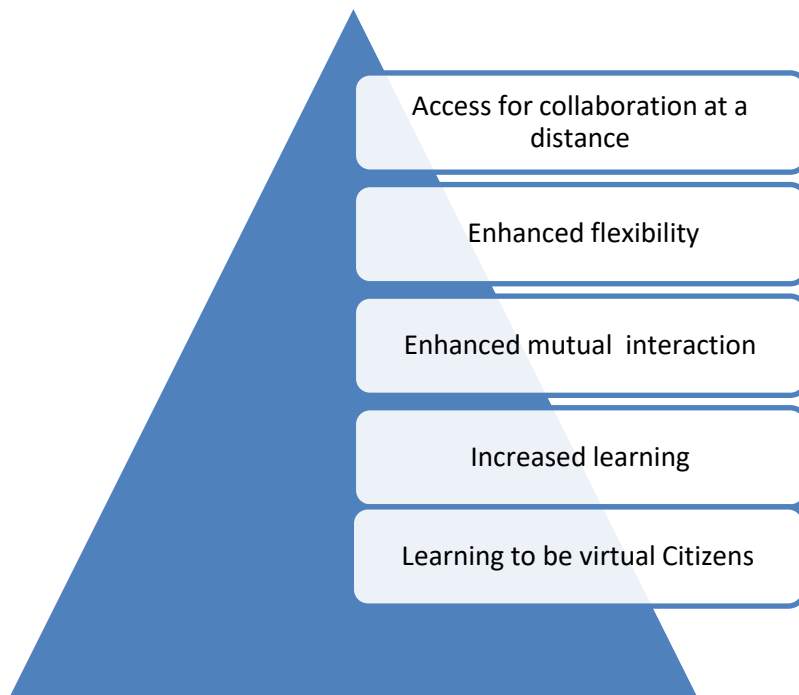 Access for collaboration at a
distance
Enhanced flexibility
Enhanced mutual  interaction
Increased learning
Learning to be virtual Citizens